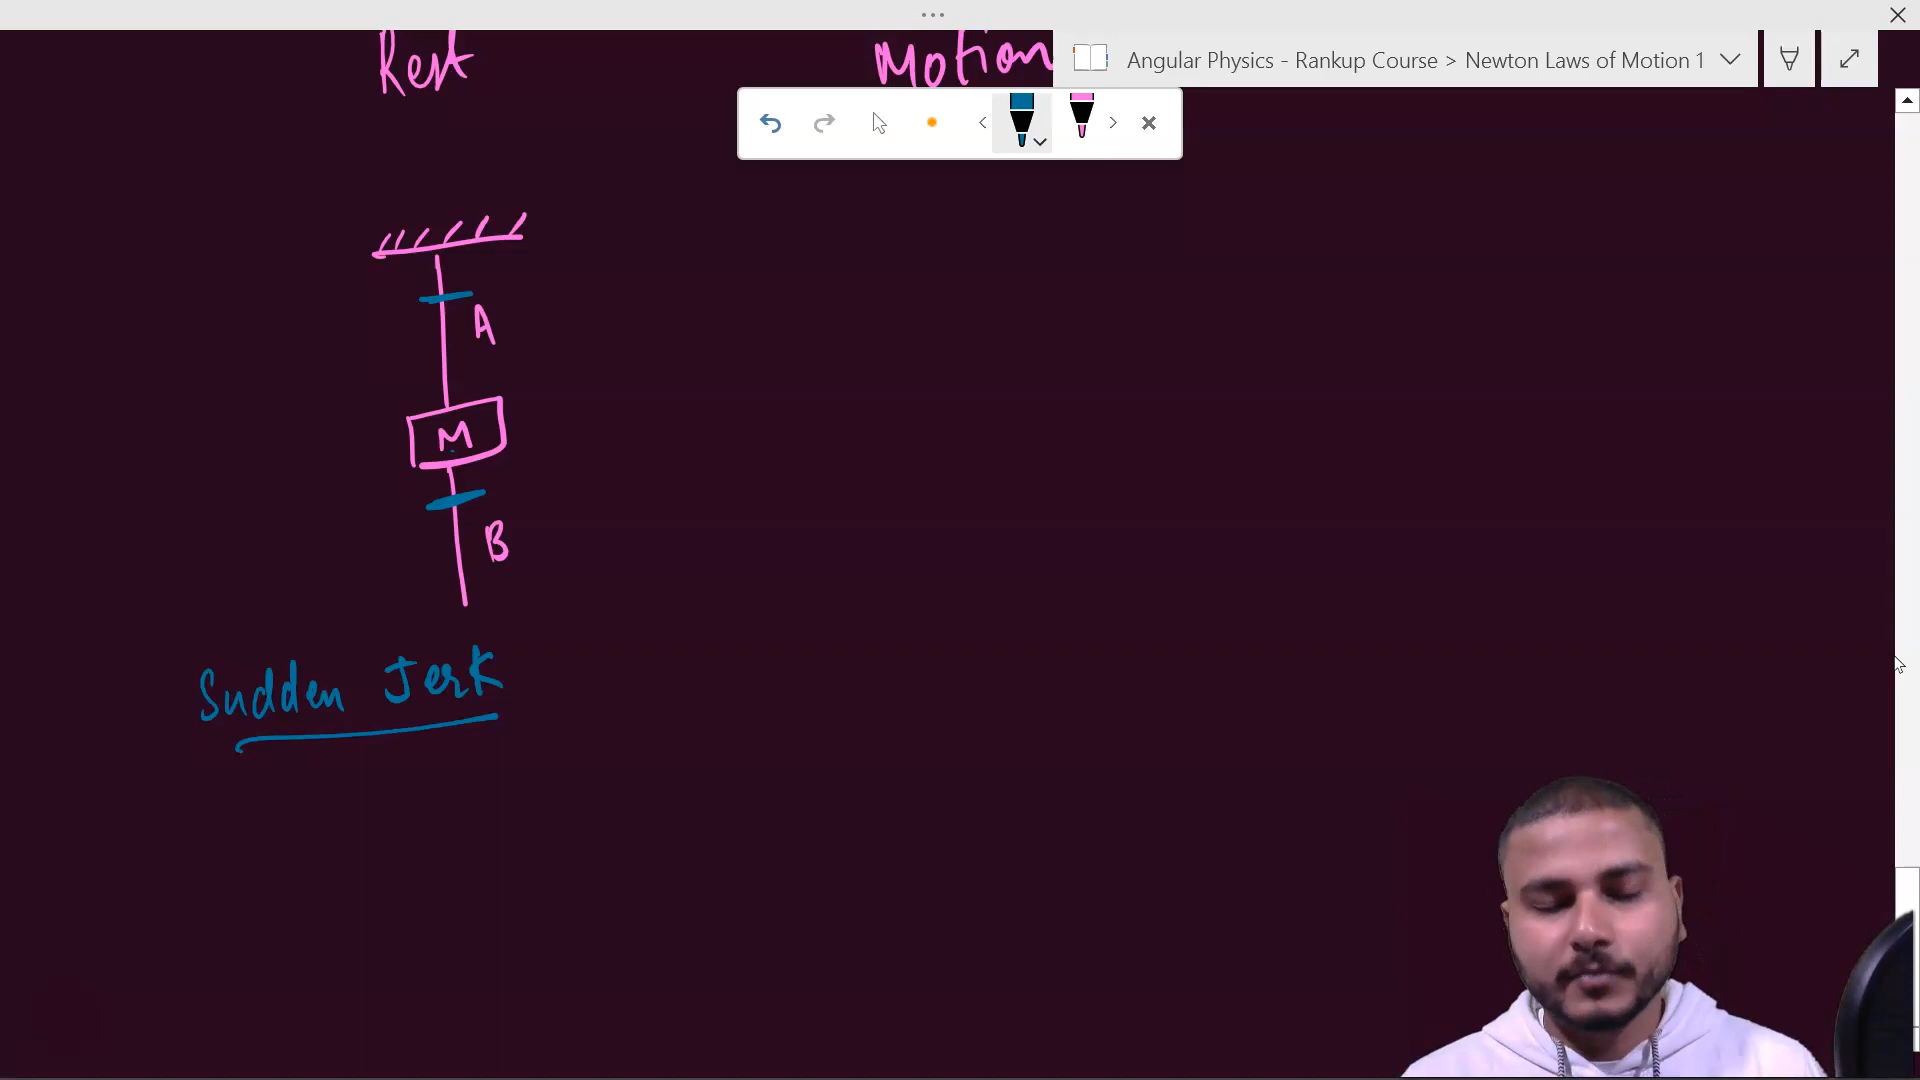 Rest
Motion
Angular Physics - Rankup Course > Newton Laws of Motion 1
A
M
B
Sudden Jerk